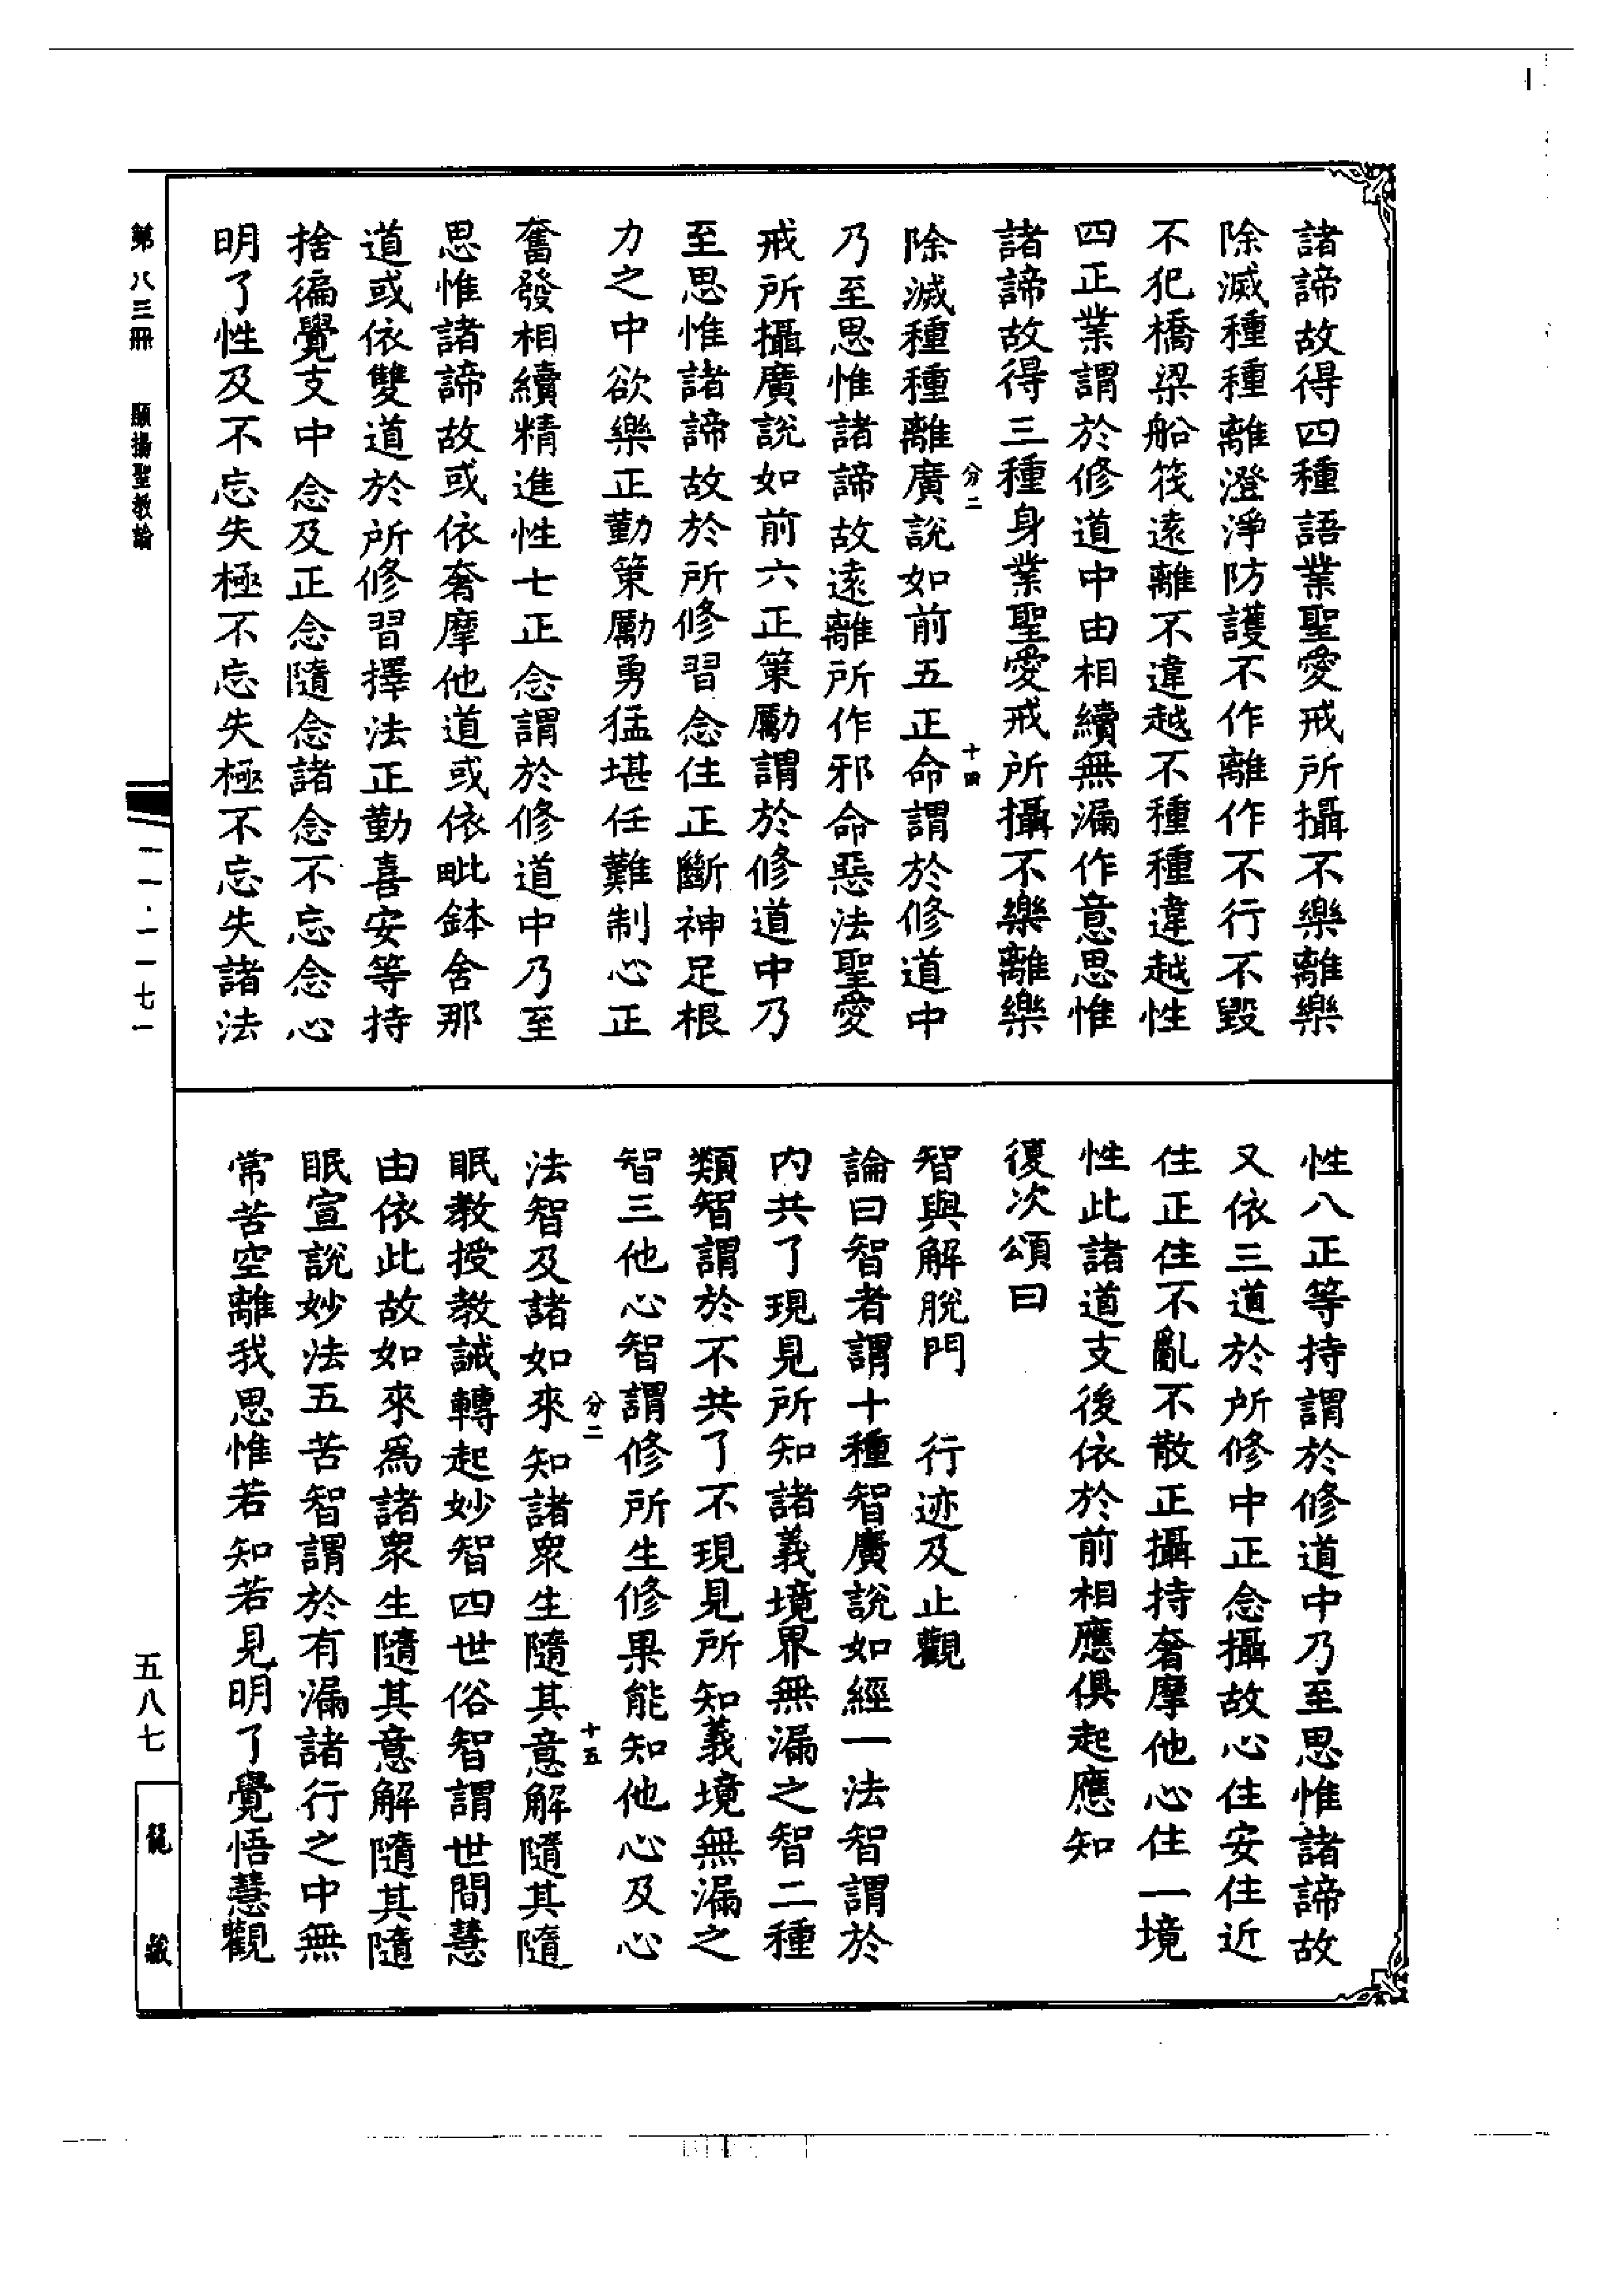 諸諦故得四種語業聖愛戒所攝不樂離樂
除滅種種離澄淨防護不作離作不行不毀
不犯橋梁船筏遠離不違越不種種違越性
四正業謂於修道中由相續無漏作意思惟
諸諦故得三種身業聖愛戒所攝不樂離樂
分二 十四
除滅種種離廣說如前五正命謂於修道中
乃至思惟諸諦故遠離所作邪命惡法聖愛
戒所攝廣說如前六正策勵謂於修道中乃
至思惟諸諦故於所修習念住正斷神足根
力之中欲樂正勤策勵勇猛堪任難制心正
奮發相續精進性七正念謂於修道中乃至
思惟諸諦故或依奢摩他道或依毗鉢舍那
道或依雙道於所修習擇法正勤喜安等持
捨徧覺支中念及正念隨念諸念不忘念心
明了性及不忘失極不忘失極不忘失諸法
性八正等持謂於修道中乃至思惟諸諦故
又依三道於所修中正念攝故心住安住近
住正住不亂不散正攝持奢摩他心住一境
性此諸道支後依於前相應俱起應知
復次頌曰
智與解脫門　行迹及止觀
論曰智者謂十種智廣說如經一法智謂於
內共了現見所知諸義境界無漏之智二種
類智謂於不共了不現見所知義境無漏之
智三他心智謂修所生修果能知他心及心
分二 十五
法智及諸如來知諸眾生隨其意解隨其隨
眠教授教誡轉起妙智四世俗智謂世間慧
由依此故如來為諸眾生隨其意解隨其隨
眠宣說妙法五苦智謂於有漏諸行之中無
常苦空離我思惟若知若見明了覺悟慧觀
第八三冊　顯揚聖教論
一一·一一七一
五八七
龍藏